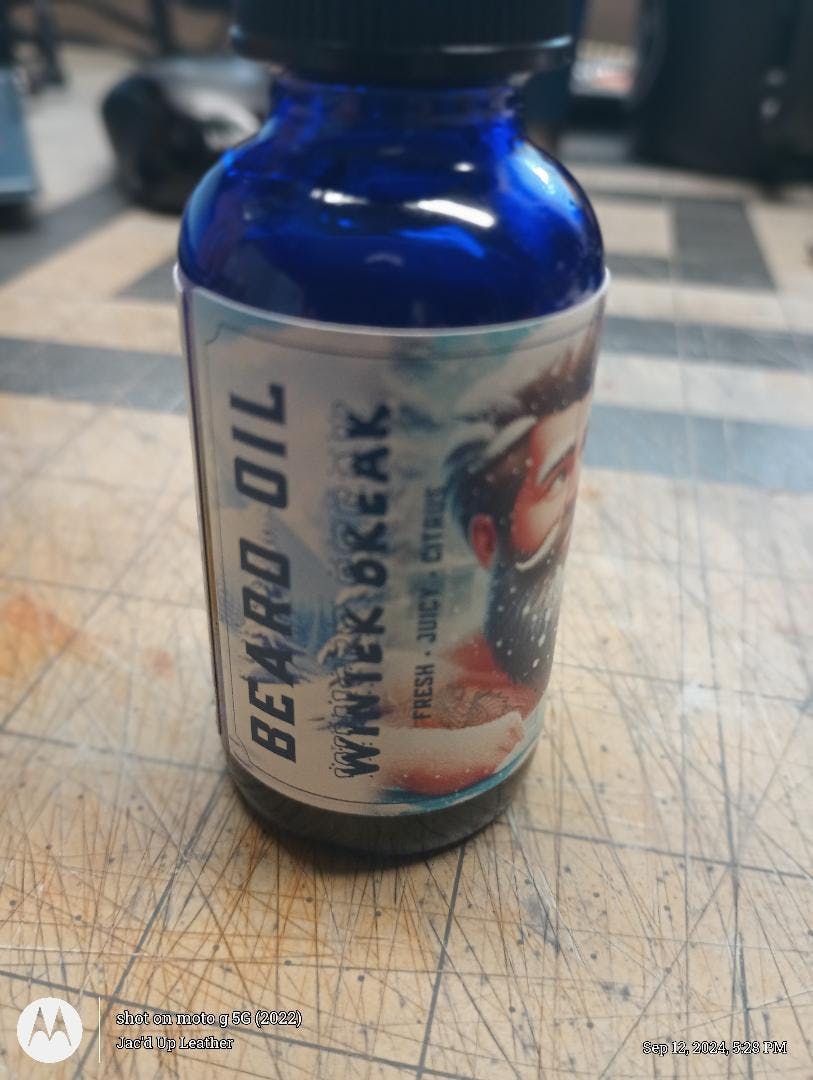 BEARD OIL
WINTER BREAK
FRESH • JUICY • CITRUS
shot on moto g 5G (2022)
Jac'd Up Leather
Sep 12, 2024, 5:28 PM